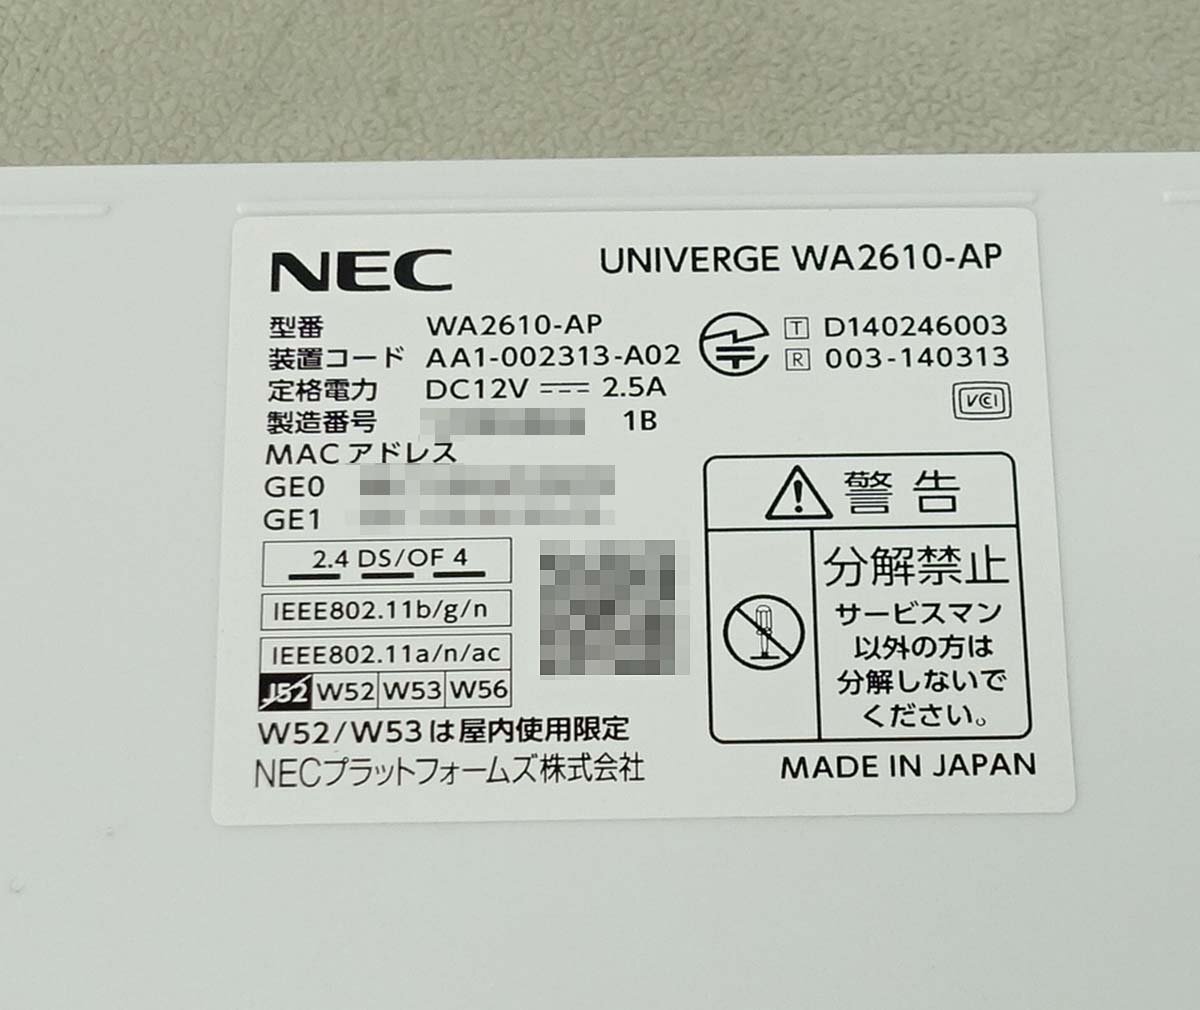 NEC UNIVERGE WA2610-AP
型番 WA2610-AP
装置コード AA1-002313-A02
定格電力 DC12V 2.5A
製造番号 1B
MACアドレス
GE0
GE1
T D140246003
R 003-140313
VCCI
2.4 DS/OF 4
IEEE802.11b/g/n
IEEE802.11a/n/ac
J52 W52 W53 W56
W52/W53は屋内使用限定
NECプラットフォームズ株式会社
警告
分解禁止
サービスマン
以外の方は
分解しないで
ください。
MADE IN JAPAN